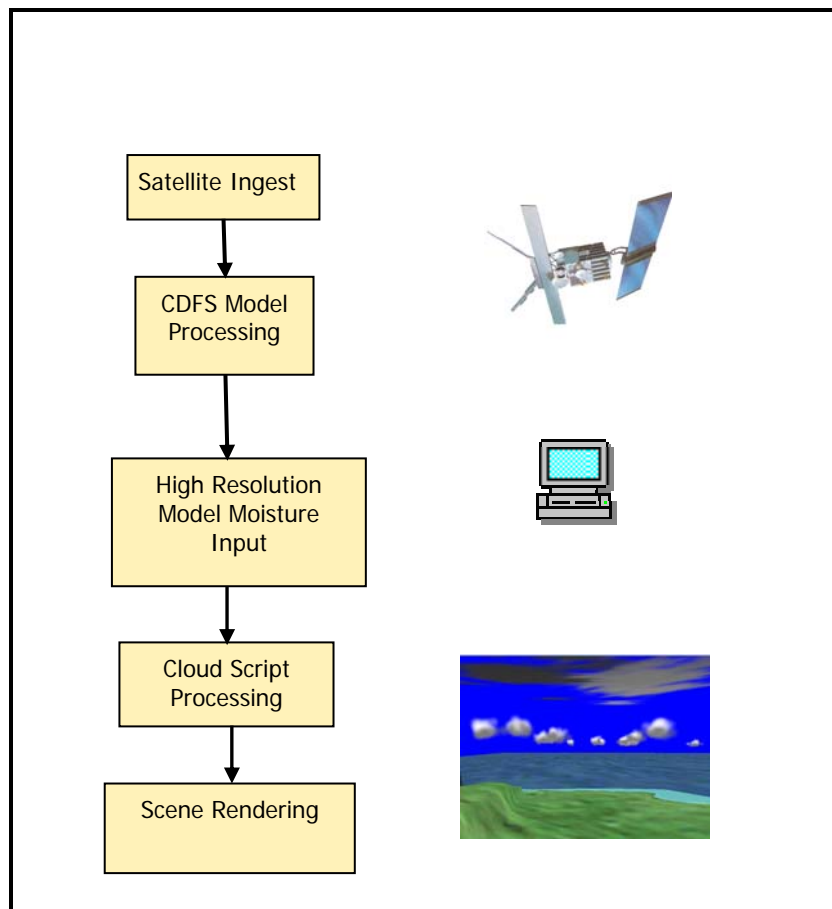 Satellite Ingest
CDFS Model
Processing
High Resolution
Model Moisture
Input
Cloud Script
Processing
Scene Rendering